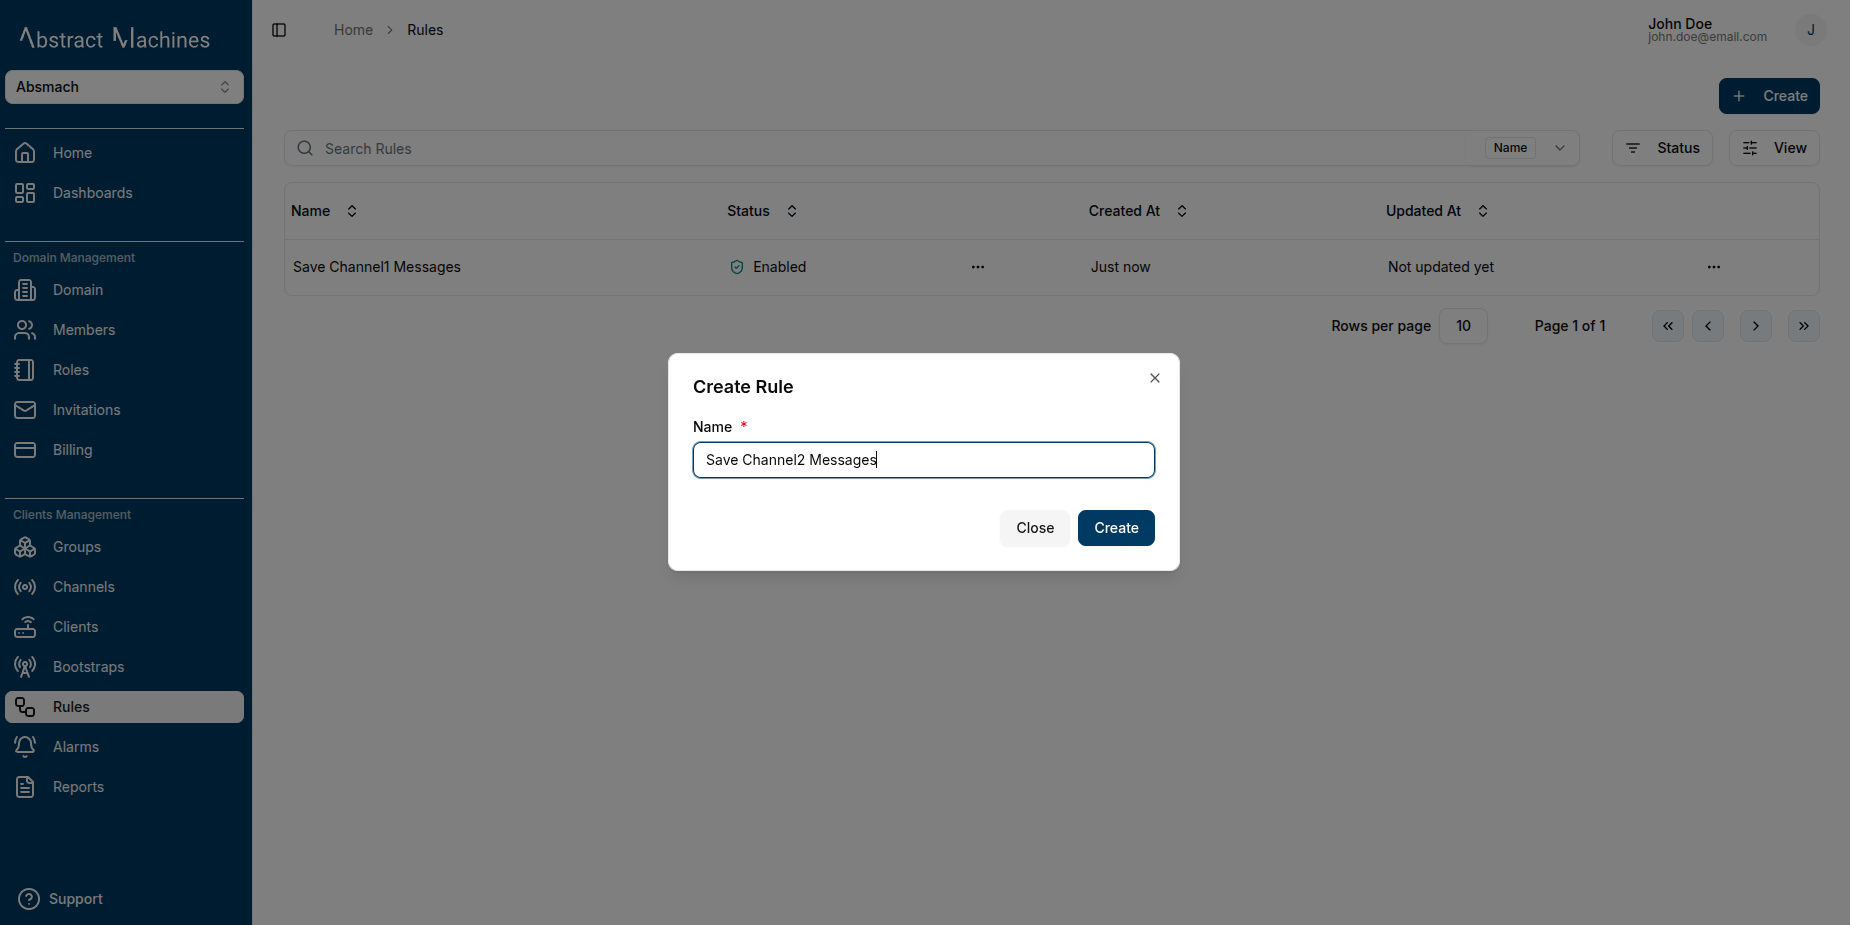 Abstract Machines
Absmach
Home
Dashboards
Domain Management
Domain
Members
Roles
Invitations
Billing
Clients Management
Groups
Channels
Clients
Bootstraps
Rules
Alarms
Reports
Support
Home > Rules
John Doe
john.doe@email.com
J
+ Create
Search Rules Name
Status
View
Name Status Created At Updated At
Save Channel1 Messages Enabled ... Just now Not updated yet ...
Rows per page 10 Page 1 of 1
Create Rule
Name *
Save Channel2 Messages
Close Create